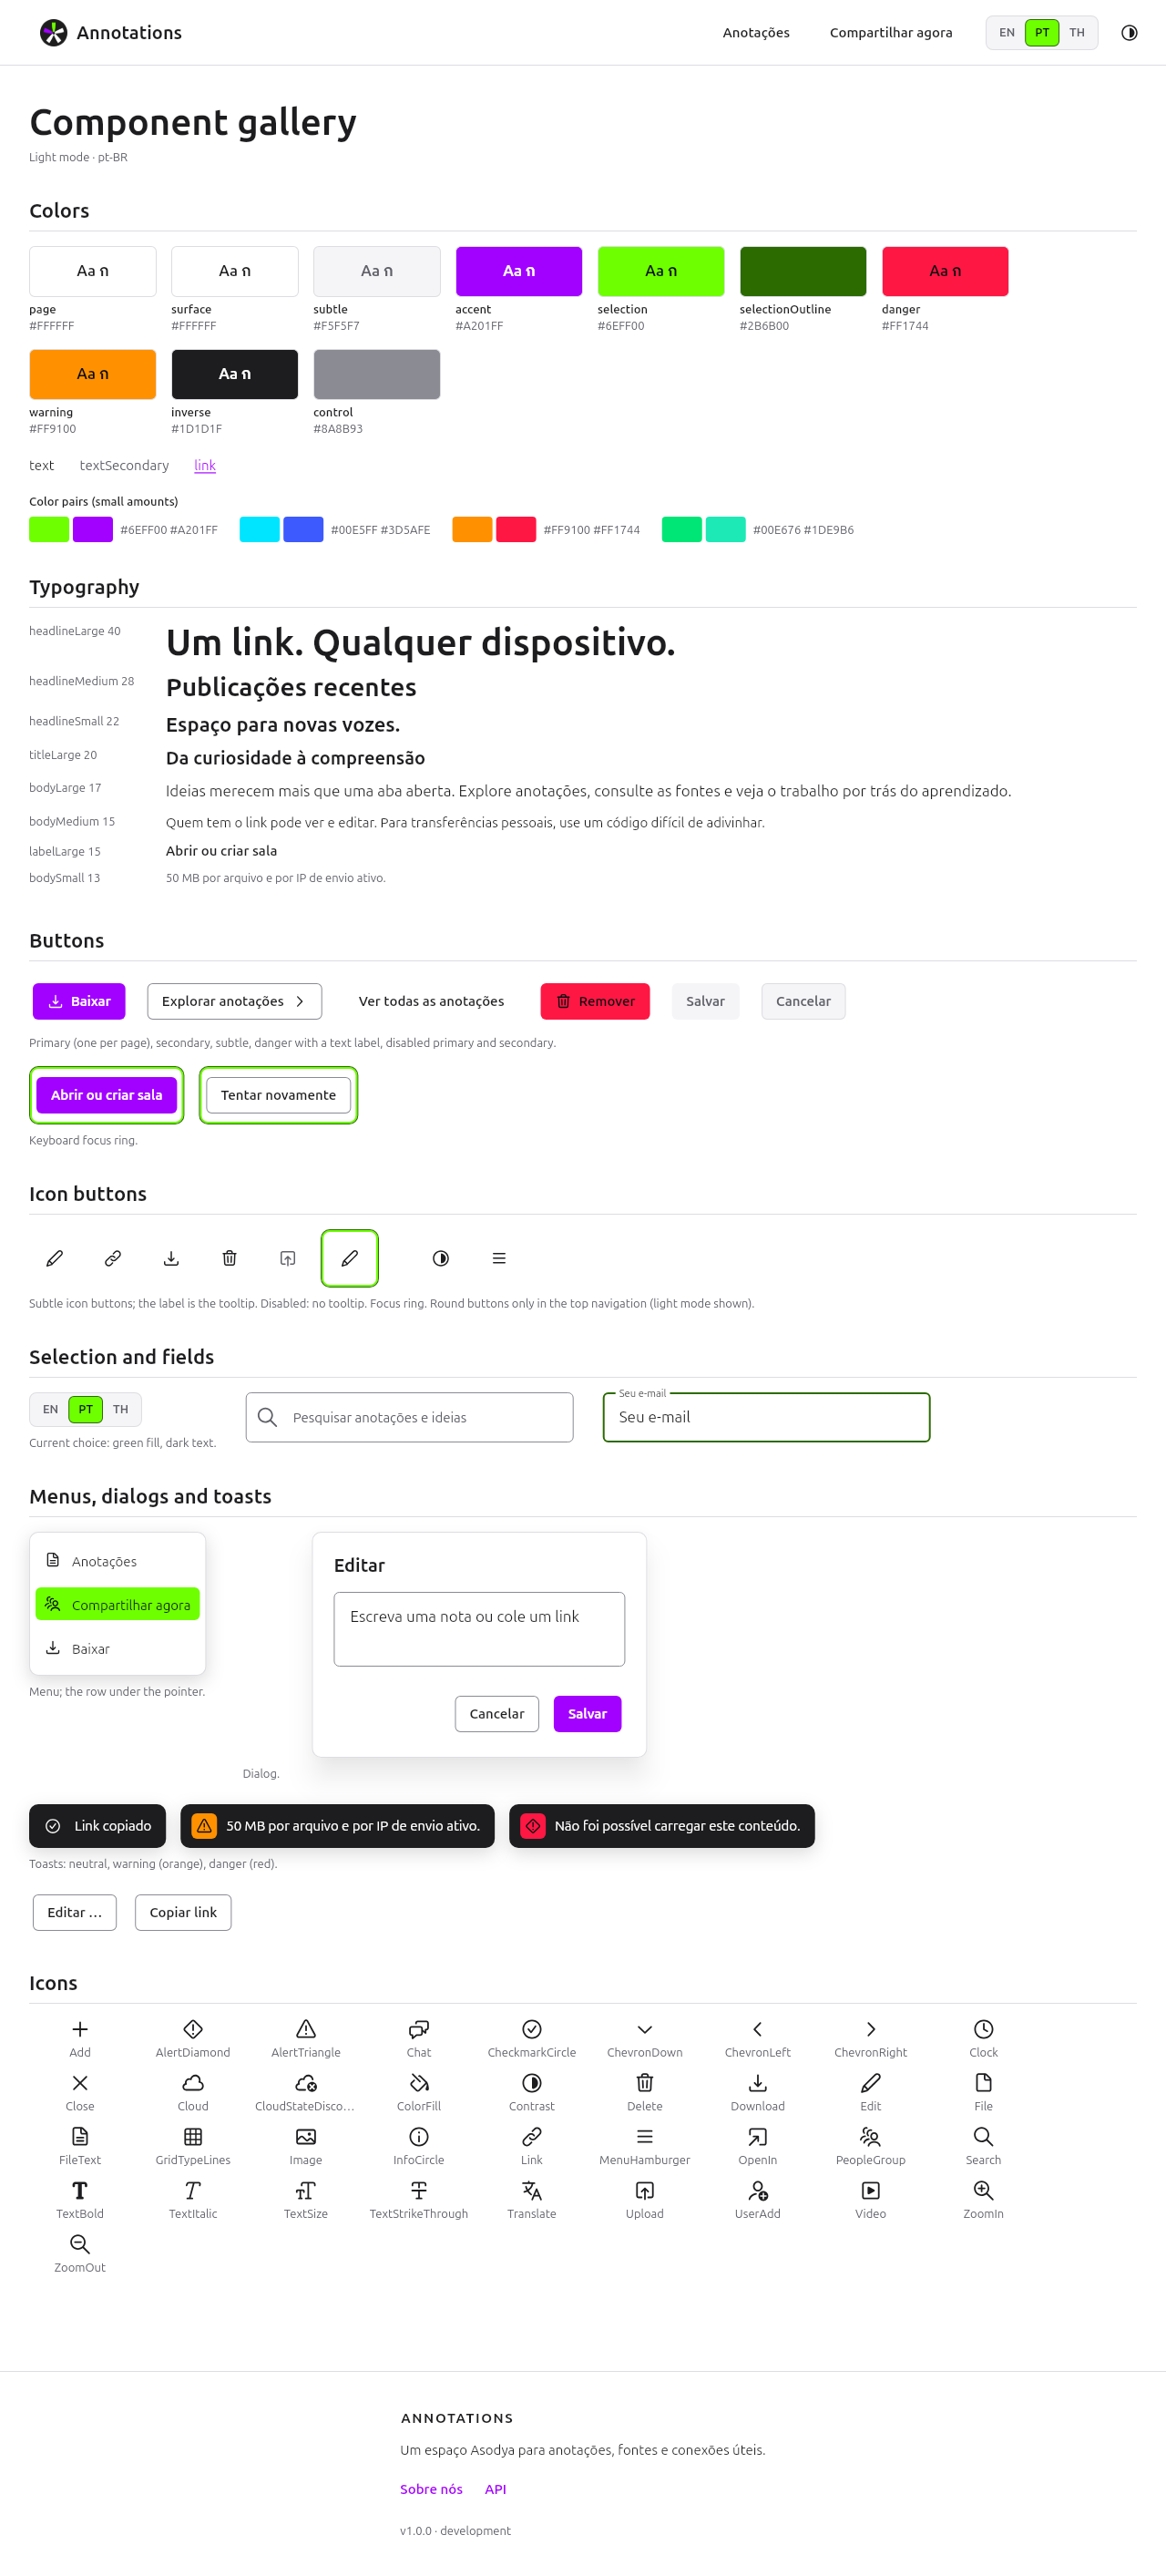 Annotations
Anotações
Compartilhar agora
EN PT TH
Component gallery
Light mode · pt-BR
Colors
Aa ก
Aa ก
Aa ก
Aa ก
Aa ก
Aa ก
page
surface
subtle
accent
selection
selectionOutline
danger
#FFFFFF
#FFFFFF
#F5F5F7
#A201FF
#6EFF00
#2B6B00
#FF1744
Aa ก
Aa ก
warning
inverse
control
#FF9100
#1D1D1F
#8A8B93
text
textSecondary
link
Color pairs (small amounts)
#6EFF00 #A201FF
#00E5FF #3D5AFE
#FF9100 #FF1744
#00E676 #1DE9B6
Typography
headlineLarge 40
Um link. Qualquer dispositivo.
headlineMedium 28
Publicações recentes
headlineSmall 22
Espaço para novas vozes.
titleLarge 20
Da curiosidade à compreensão
bodyLarge 17
Ideias merecem mais que uma aba aberta. Explore anotações, consulte as fontes e veja o trabalho por trás do aprendizado.
bodyMedium 15
Quem tem o link pode ver e editar. Para transferências pessoais, use um código difícil de adivinhar.
labelLarge 15
Abrir ou criar sala
bodySmall 13
50 MB por arquivo e por IP de envio ativo.
Buttons
Baixar
Explorar anotações
Ver todas as anotações
Remover
Salvar
Cancelar
Primary (one per page), secondary, subtle, danger with a text label, disabled primary and secondary.
Abrir ou criar sala
Tentar novamente
Keyboard focus ring.
Icon buttons
Subtle icon buttons; the label is the tooltip. Disabled: no tooltip. Focus ring. Round buttons only in the top navigation (light mode shown).
Selection and fields
EN PT TH
Pesquisar anotações e ideias
Seu e-mail
Seu e-mail
Current choice: green fill, dark text.
Menus, dialogs and toasts
Anotações
Compartilhar agora
Baixar
Menu; the row under the pointer.
Editar
Escreva uma nota ou cole um link
Cancelar
Salvar
Dialog.
Link copiado
50 MB por arquivo e por IP de envio ativo.
Não foi possível carregar este conteúdo.
Toasts: neutral, warning (orange), danger (red).
Editar ...
Copiar link
Icons
Add
AlertDiamond
AlertTriangle
Chat
CheckmarkCircle
ChevronDown
ChevronLeft
ChevronRight
Clock
Close
Cloud
CloudStateDisco...
ColorFill
Contrast
Delete
Download
Edit
File
FileText
GridTypeLines
Image
InfoCircle
Link
MenuHamburger
OpenIn
PeopleGroup
Search
TextBold
TextItalic
TextSize
TextStrikeThrough
Translate
Upload
UserAdd
Video
ZoomIn
ZoomOut
ANNOTATIONS
Um espaço Asodya para anotações, fontes e conexões úteis.
Sobre nós
API
v1.0.0 · development